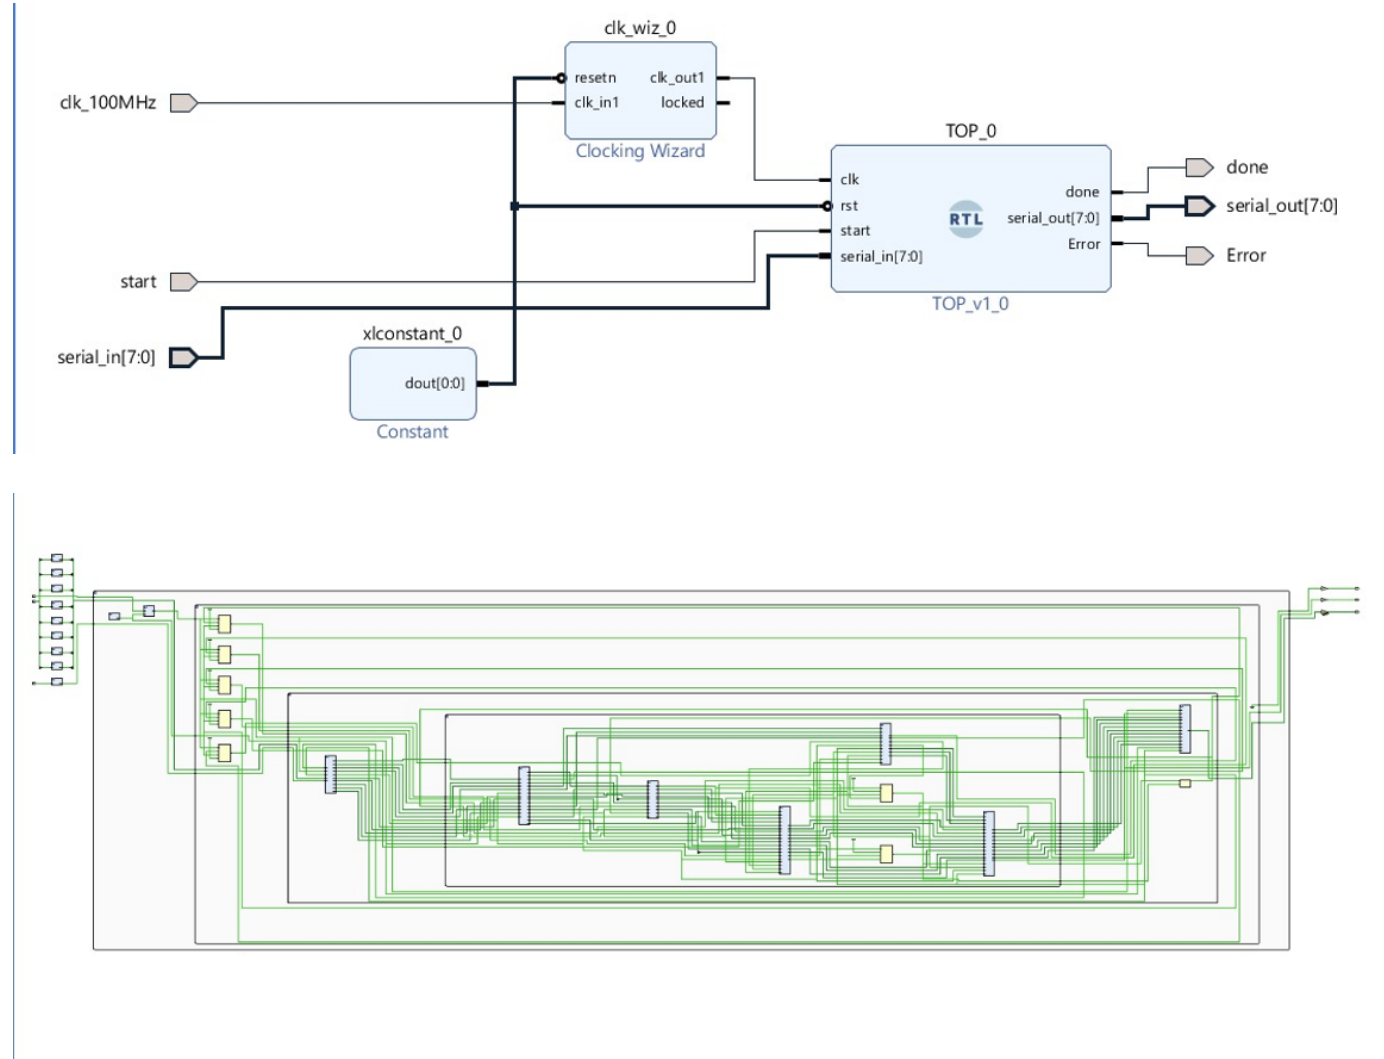 clk_wiz_0
resetn
clk_out1
clk_100MHz
clk_in1
locked
Clocking Wizard
TOP_0
clk
done
done
rst
RTL
serial_out[7:0]
serial_out[7:0]
start
Error
Error
serial_in[7:0]
start
TOP_v1_0
xlconstant_0
serial_in[7:0]
dout[0:0]
Constant